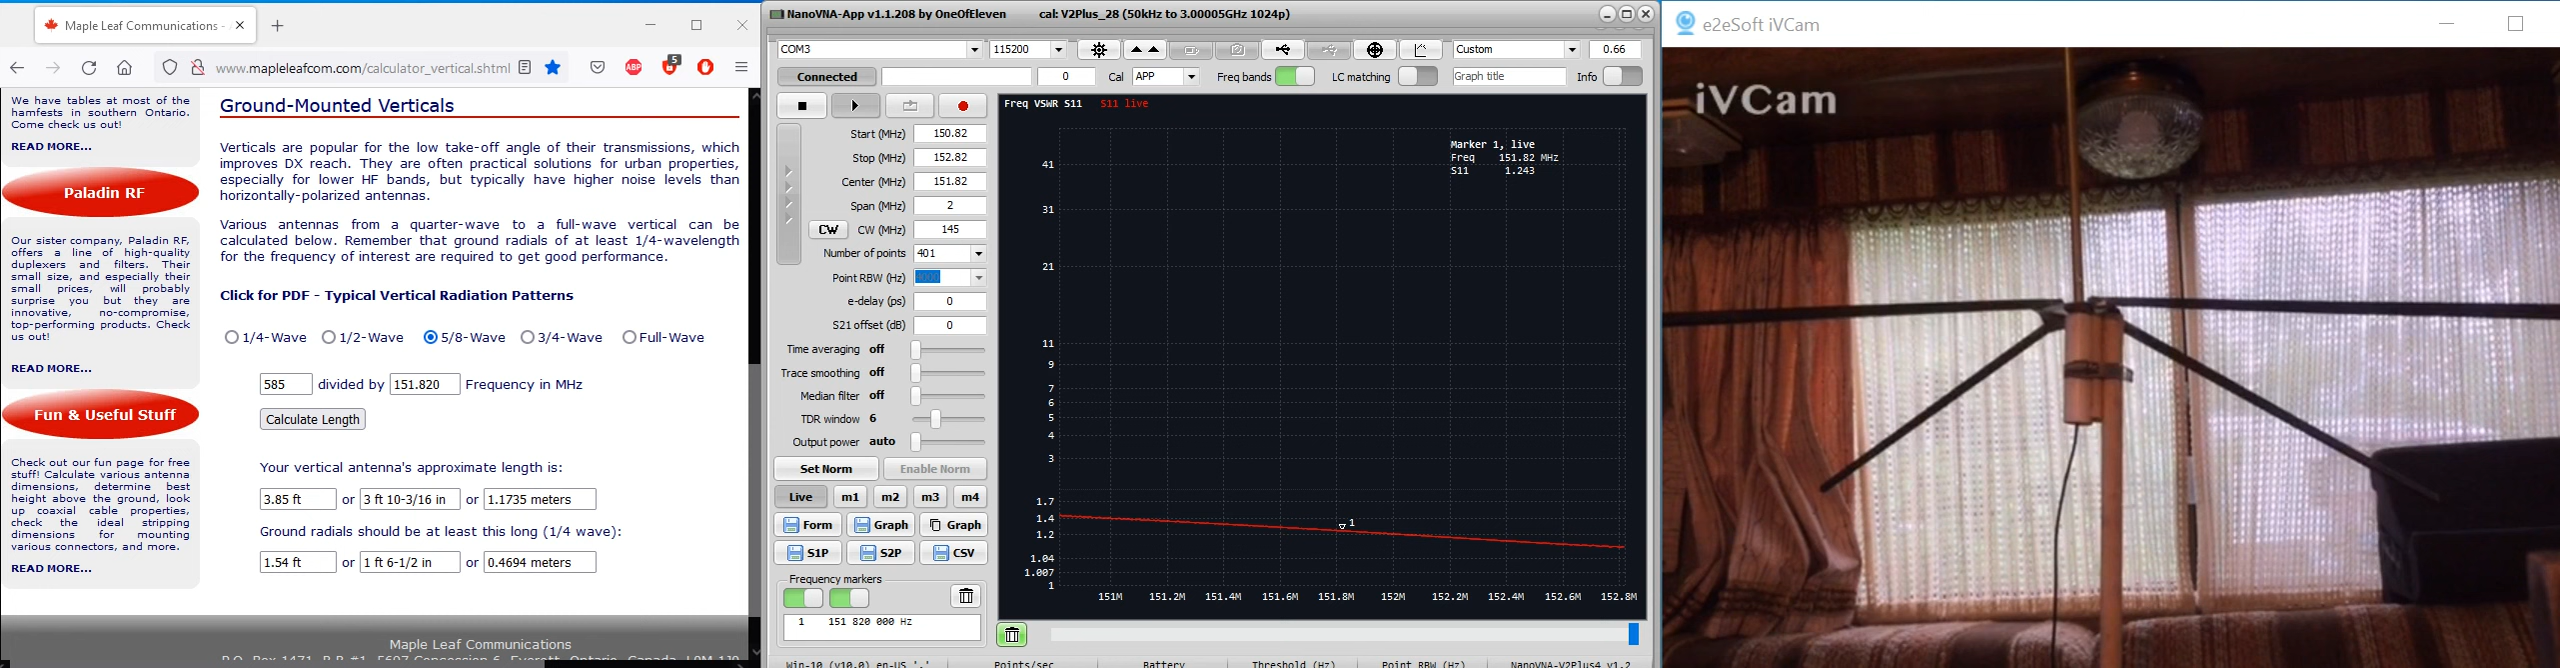 Maple Leaf Communications -
www.mapleleafcom.com/calculator_vertical.shtml
ABP
5
We have tables at most of the
hamfests in southern Ontario.
Come check us out!
READ MORE...
Paladin RF
Our sister company, Paladin RF,
offers a line of high-quality
duplexers and filters. Their
small size, and especially their
small prices, will probably
surprise you but they are
innovative, no-compromise,
top-performing products. Check
us out!
READ MORE...
Fun & Useful Stuff
Check out our fun page for free
stuff! Calculate various antenna
dimensions, determine best
height above the ground, look
up coaxial cable properties,
check the ideal stripping
dimensions for mounting
various connectors, and more.
READ MORE...
Ground-Mounted Verticals
Verticals are popular for the low take-off angle of their transmissions, which
improves DX reach. They are often practical solutions for urban properties,
especially for lower HF bands, but typically have higher noise levels than
horizontally-polarized antennas.
Various antennas from a quarter-wave to a full-wave vertical can be
calculated below. Remember that ground radials of at least 1/4-wavelength
for the frequency of interest are required to get good performance.
Click for PDF - Typical Vertical Radiation Patterns
1/4-Wave 1/2-Wave 5/8-Wave 3/4-Wave Full-Wave
585 divided by 151.820 Frequency in MHz
Calculate Length
Your vertical antenna's approximate length is:
3.85 ft or 3 ft 10-3/16 in or 1.1735 meters
Ground radials should be at least this long (1/4 wave):
1.54 ft or 1 ft 6-1/2 in or 0.4694 meters
Maple Leaf Communications
NanoVNA-App v1.1.208 by OneOfEleven cal: V2Plus_28 (50kHz to 3.00005GHz 1024p)
COM3 115200 Custom 0.66
Connected 0 Cal APP Freq bands LC matching Graph title Info
Start (MHz) 150.82
Stop (MHz) 152.82
Center (MHz) 151.82
Span (MHz) 2
CW CW (MHz) 145
Number of points 401
Point RBW (Hz)
e-delay (ps) 0
S21 offset (dB) 0
Time averaging off
Trace smoothing off
Median filter off
TDR window 6
Output power auto
Set Norm Enable Norm
Live m1 m2 m3 m4
Form Graph Graph
S1P S2P CSV
Frequency markers
1 151 820 000 Hz
Freq VSWR S11 S11 live
Marker 1, live
Freq 151.82 MHz
S11 1.243
41
31
21
11
9
7
6
5
4
3
1.7
1.4
1.2
1.04
1.007
1
1
151M 151.2M 151.4M 151.6M 151.8M 152M 152.2M 152.4M 152.6M 152.8M
Win-10 (v10.0) en-US '.' Points/sec Battery Threshold (Hz) Point RBW (Hz) NanoVNA-V2Plus4 v1.2
e2eSoft iVCam
iVCam